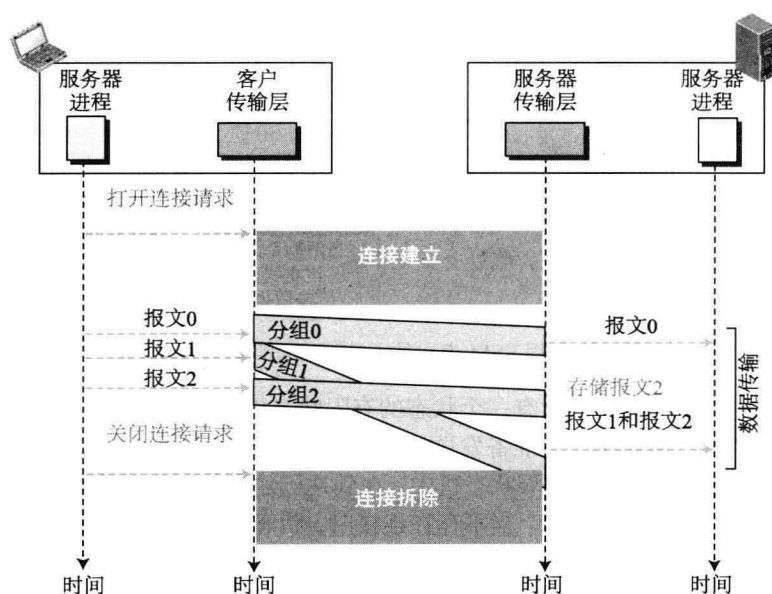 服务器
进程
客户
传输层
服务器
传输层
服务器
进程
打开连接请求
连接建立
报文0
分组0
报文0
报文1
分组1
报文2
分组2
存储报文2
报文1和报文2
数据传输
关闭连接请求
连接拆除
时间
时间
时间
时间